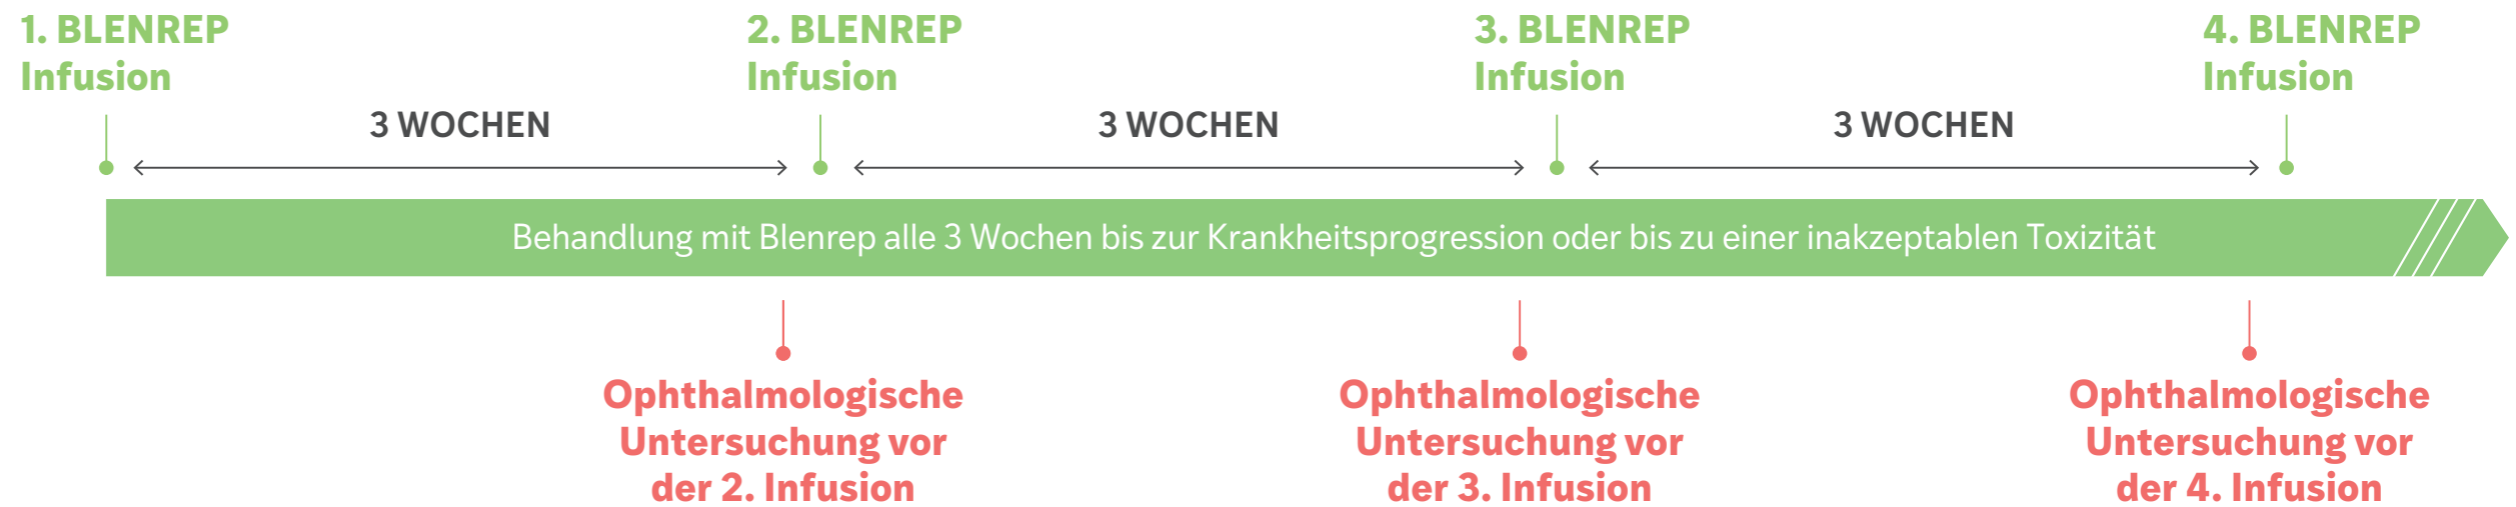 1. BLENREP
Infusion
2. BLENREP
Infusion
3. BLENREP
Infusion
4. BLENREP
Infusion
3 WOCHEN
3 WOCHEN
3 WOCHEN
Behandlung mit Blenrep alle 3 Wochen bis zur Krankheitsprogression oder bis zu einer inakzeptablen Toxizität
Ophthalmologische
Untersuchung vor
der 2. Infusion
Ophthalmologische
Untersuchung vor
der 3. Infusion
Ophthalmologische
Untersuchung vor
der 4. Infusion